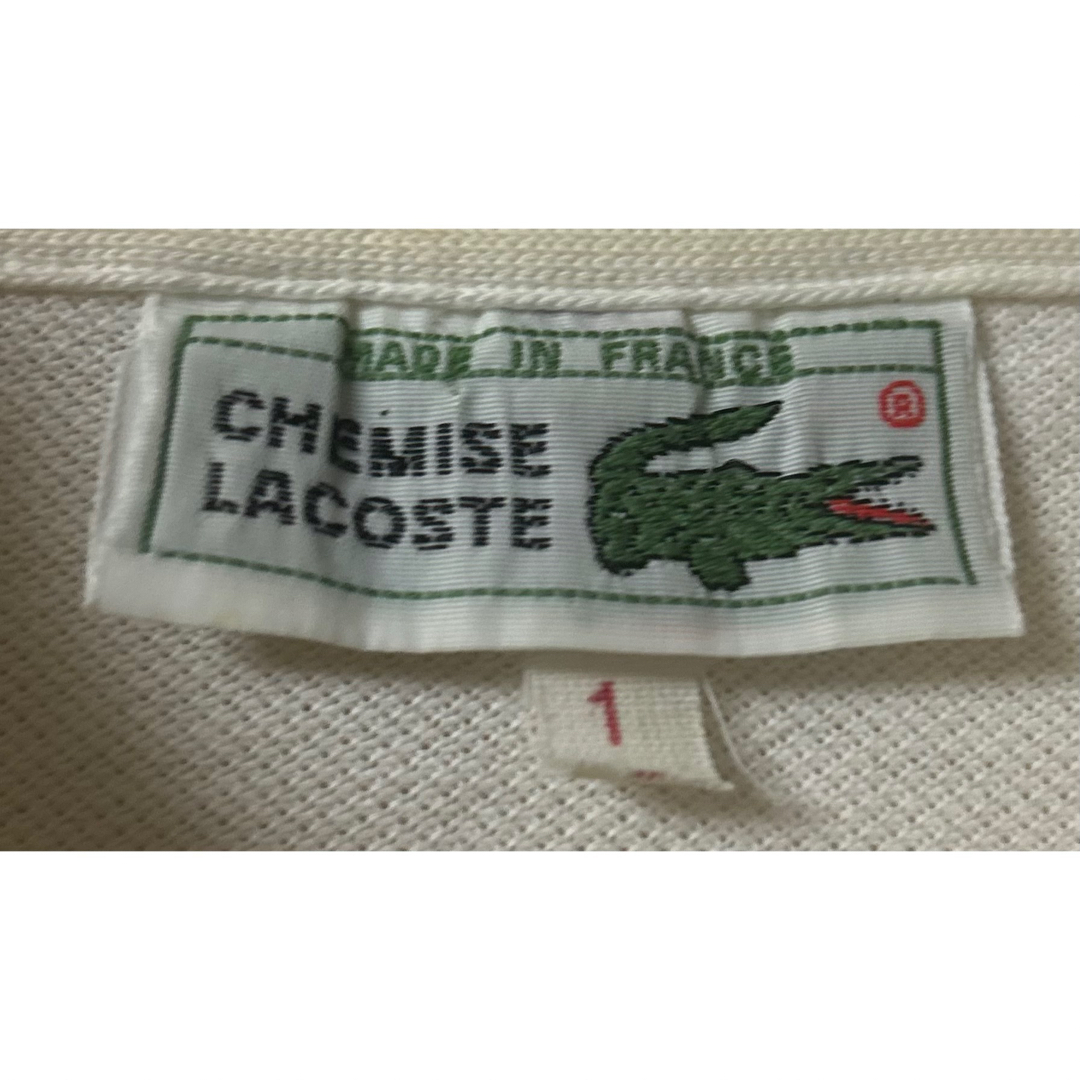 MADE IN FRANCE
CHEMISE
LACOSTE
®
1